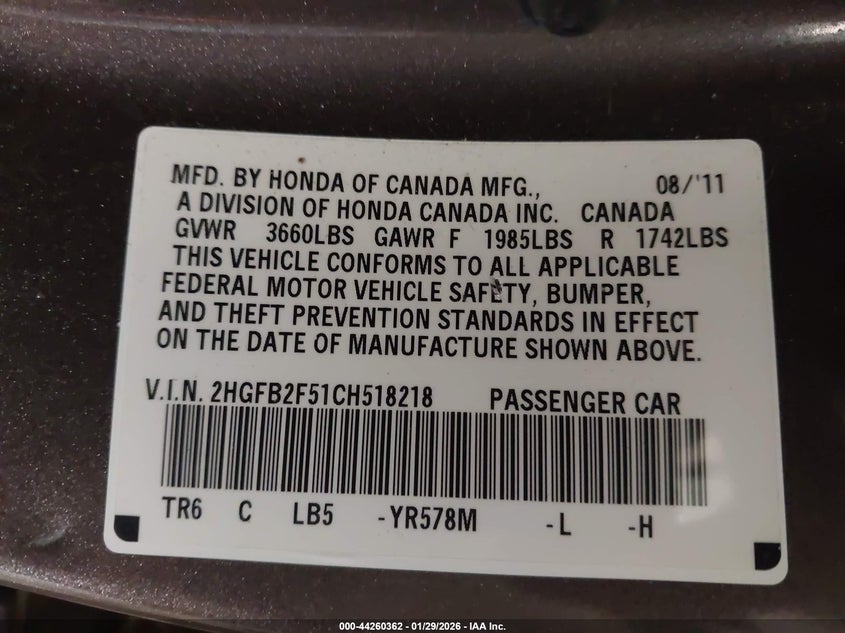 MFD. BY HONDA OF CANADA MFG., 08/'11
A DIVISION OF HONDA CANADA INC. CANADA
GVWR 3660LBS GAWR F 1985LBS R 1742LBS
THIS VEHICLE CONFORMS TO ALL APPLICABLE
FEDERAL MOTOR VEHICLE SAFETY, BUMPER,
AND THEFT PREVENTION STANDARDS IN EFFECT
ON THE DATE OF MANUFACTURE SHOWN ABOVE.
V.I.N. 2HGFB2F51CH518218 PASSENGER CAR
TR6 C LB5 -YR578M -L -H
000-44260362 - 01/29/2026 - IAA Inc.